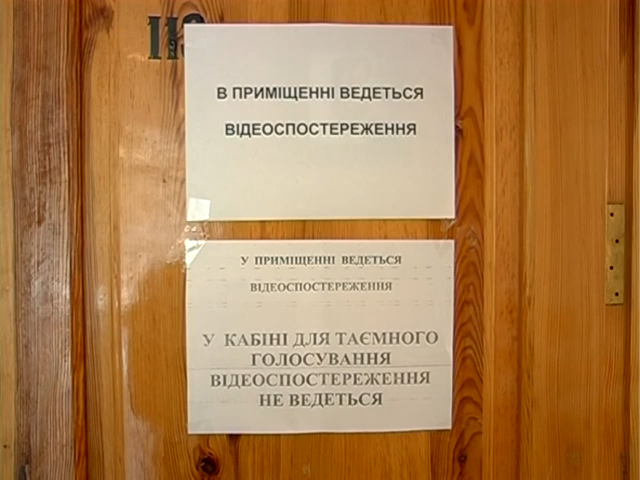 В ПРИМІЩЕННІ ВЕДЕТЬСЯ
ВІДЕОСПОСТЕРЕЖЕННЯ
У ПРИМІЩЕННІ ВЕДЕТЬСЯ
ВІДЕОСПОСТЕРЕЖЕННЯ
У КАБІНІ ДЛЯ ТАЄМНОГО
ГОЛОСУВАННЯ
ВІДЕОСПОСТЕРЕЖЕННЯ
НЕ ВЕДЕТЬСЯ